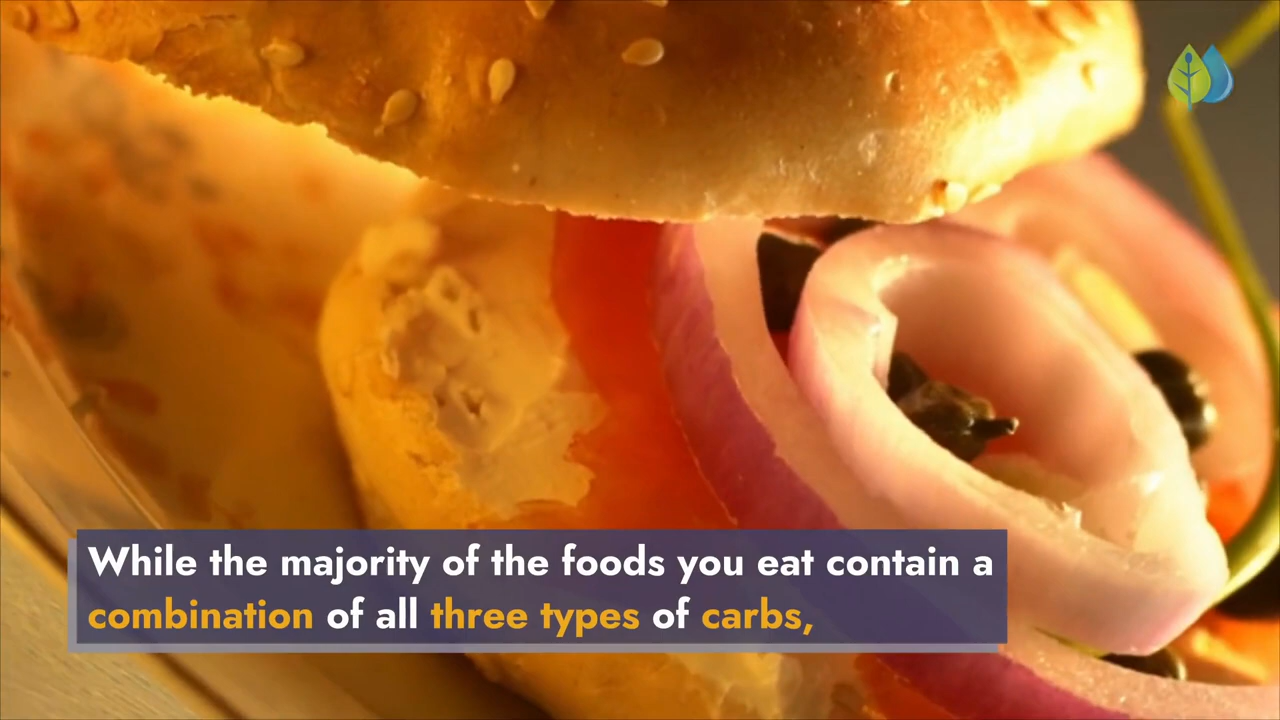 While the majority of the foods you eat contain a
combination of all three types of carbs,